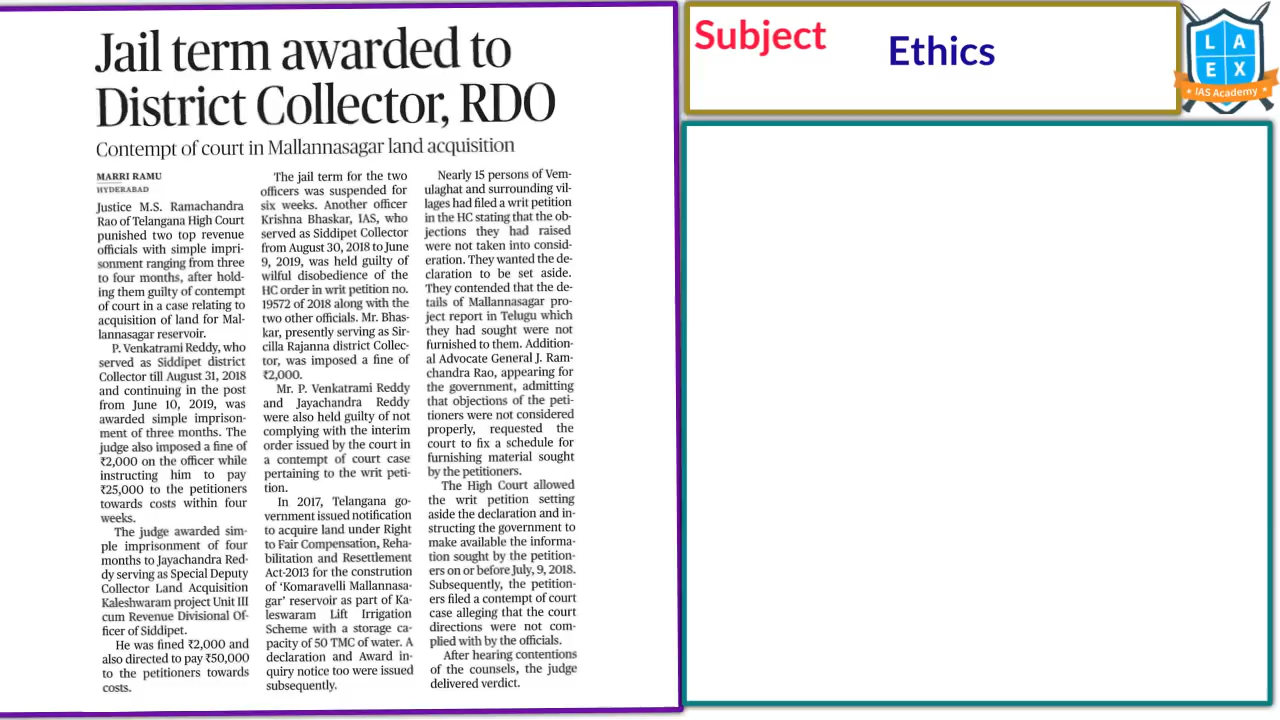 Jail term awarded to
District Collector, RDO
Contempt of court in Mallannasagar land acquisition
MARRI RAMU
HYDERABAD
Justice M.S. Ramachandra
Rao of Telangana High Court
punished two top revenue
officials with simple impri-
sonment ranging from three
to four months, after hold-
ing them guilty of contempt
of court in a case relating to
acquisition of land for Mal-
lannasagar reservoir.
P. Venkatrami Reddy, who
served as Siddipet district
Collector till August 31, 2018
and continuing in the post
from June 10, 2019, was
awarded simple imprison-
ment of three months. The
judge also imposed a fine of
₹2,000 on the officer while
instructing him to pay
₹25,000 to the petitioners
towards costs within four
weeks.
The judge awarded sim-
ple imprisonment of four
months to Jayachandra Red-
dy serving as Special Deputy
Collector Land Acquisition
Kaleshwaram project Unit III
cum Revenue Divisional Of-
ficer of Siddipet.
He was fined ₹2,000 and
also directed to pay ₹50,000
to the petitioners towards
costs.
The jail term for the two
officers was suspended for
six weeks. Another officer
Krishna Bhaskar, IAS, who
served as Siddipet Collector
from August 30, 2018 to June
9, 2019, was held guilty of
wilful disobedience of the
HC order in writ petition no.
19572 of 2018 along with the
two other officials. Mr. Bhas-
kar, presently serving as Sir-
cilla Rajanna district Collec-
tor, was imposed a fine of
₹2,000.
Mr. P. Venkatrami Reddy
and Jayachandra Reddy
were also held guilty of not
complying with the interim
order issued by the court in
a contempt of court case
pertaining to the writ peti-
tion.
In 2017, Telangana go-
vernment issued notification
to acquire land under Right
to Fair Compensation, Reha-
bilitation and Resettlement
Act-2013 for the constrution
of 'Komaravelli Mallannasa-
gar' reservoir as part of Ka-
leswaram Lift Irrigation
Scheme with a storage ca-
pacity of 50 TMC of water. A
declaration and Award in-
quiry notice too were issued
subsequently.
Nearly 15 persons of Vem-
ulaghat and surrounding vil-
lages had filed a writ petition
in the HC stating that the ob-
jections they had raised
were not taken into consid-
eration. They wanted the de-
claration to be set aside.
They contended that the de-
tails of Mallannasagar pro-
ject report in Telugu which
they had sought were not
furnished to them. Addition-
al Advocate General J. Ram-
chandra Rao, appearing for
the government, admitting
that objections of the peti-
tioners were not considered
properly, requested the
court to fix a schedule for
furnishing material sought
by the petitioners.
The High Court allowed
the writ petition setting
aside the declaration and in-
structing the government to
make available the informa-
tion sought by the petition-
ers on or before July, 9, 2018.
Subsequently, the petition-
ers filed a contempt of court
case alleging that the court
directions were not com-
plied with by the officials.
After hearing contentions
of the counsels, the judge
delivered verdict.
Subject
Ethics
L A
E X
IAS Academy